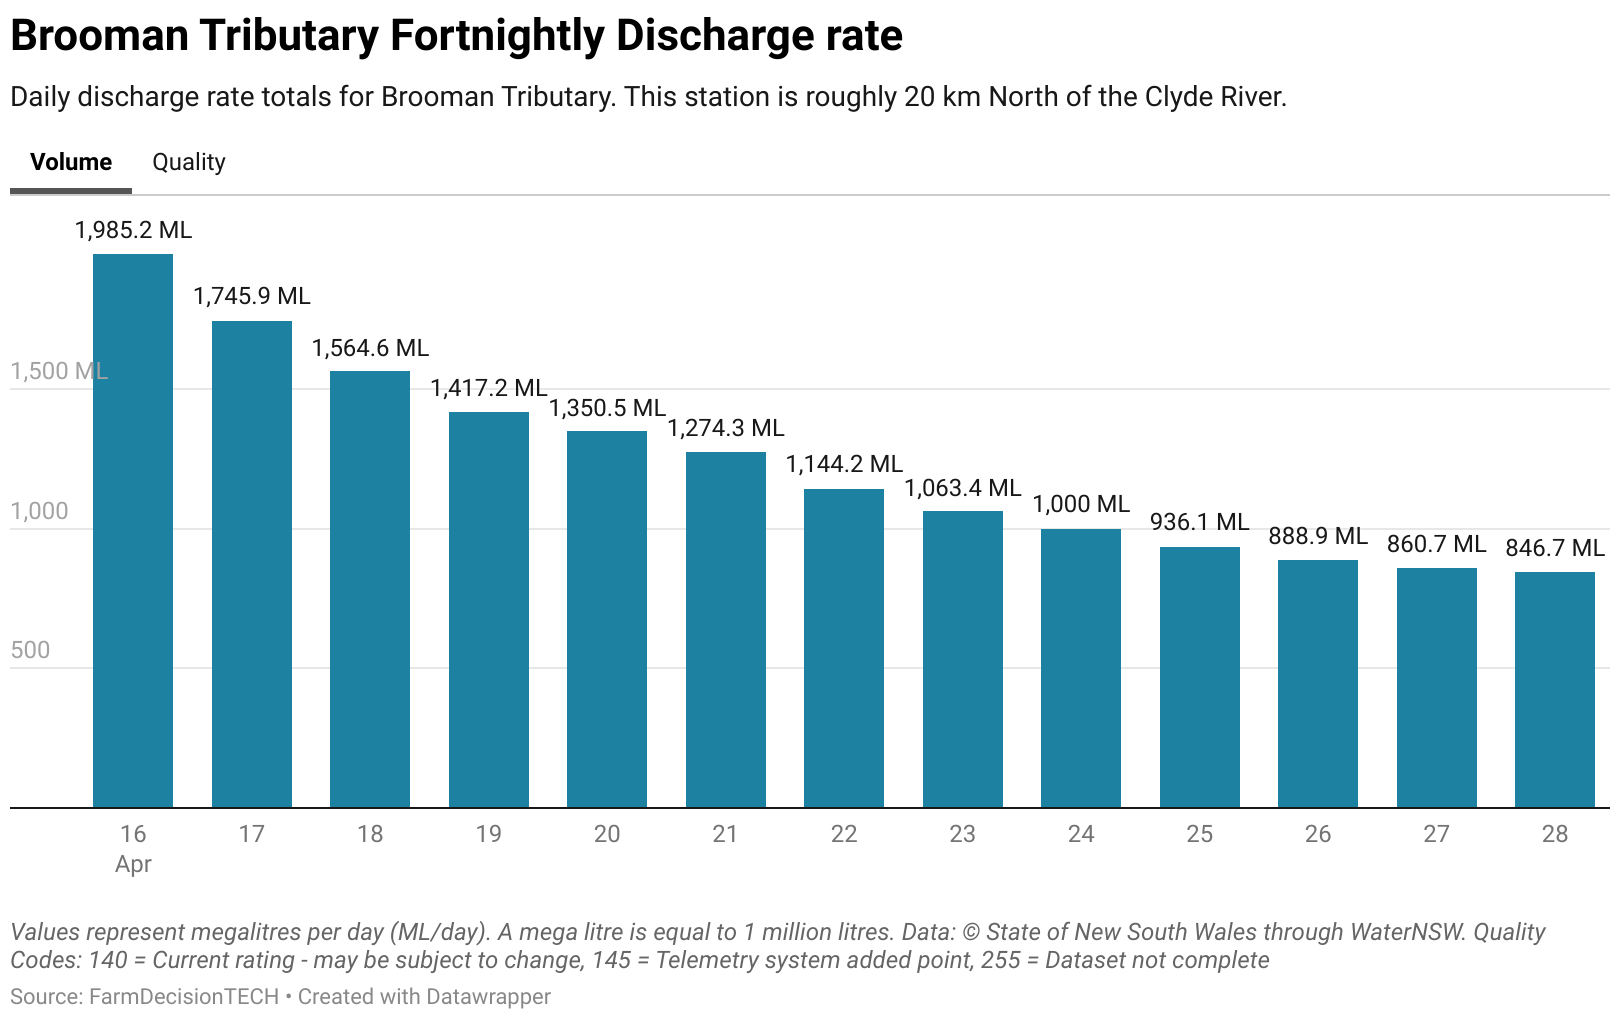 Brooman Tributary Fortnightly Discharge rate
Daily discharge rate totals for Brooman Tributary. This station is roughly 20 km North of the Clyde River.
Volume Quality
1,985.2 ML
1,745.9 ML
1,564.6 ML
1,500 ML
1,417.2 ML
1,350.5 ML
1,274.3 ML
1,144.2 ML
1,063.4 ML
1,000 ML
1,000
936.1 ML
888.9 ML
860.7 ML
846.7 ML
500
16 17 18 19 20 21 22 23 24 25 26 27 28
Apr
Values represent megalitres per day (ML/day). A mega litre is equal to 1 million litres. Data: © State of New South Wales through WaterNSW. Quality
Codes: 140 = Current rating - may be subject to change, 145 = Telemetry system added point, 255 = Dataset not complete
Source: FarmDecisionTECH • Created with Datawrapper